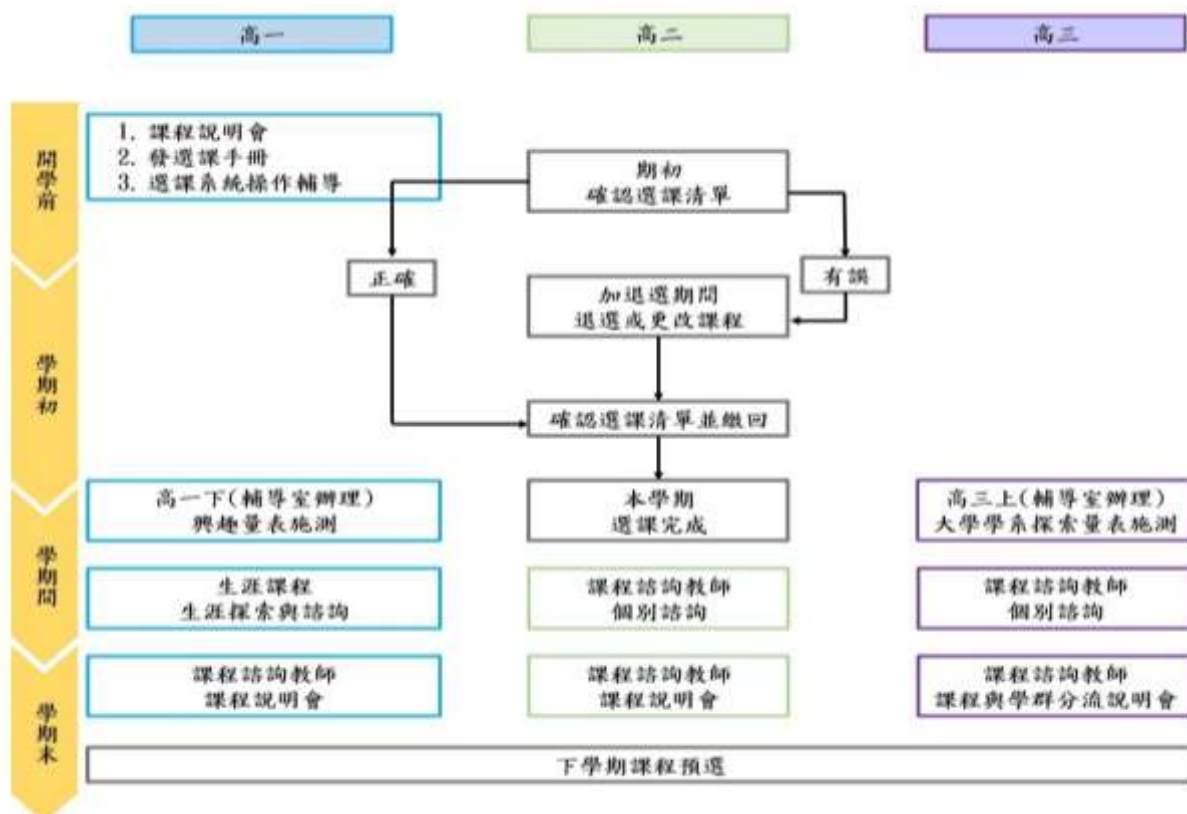 高一
高二
高三
開學前
1. 課程說明會
2. 發選課手冊
3. 選課系統操作輔導
期初
確認選課清單
正確
有誤
學期初
加退選期間
退選或更改課程
確認選課清單並繳回
學期間
高一下(輔導室辦理)
興趣量表施測
本學期
選課完成
高三上(輔導室辦理)
大學學系探索量表施測
生涯課程
生涯探索與諮詢
課程諮詢教師
個別諮詢
課程諮詢教師
個別諮詢
學期末
課程諮詢教師
課程說明會
課程諮詢教師
課程說明會
課程諮詢教師
課程與學群分流說明會
下學期課程預選